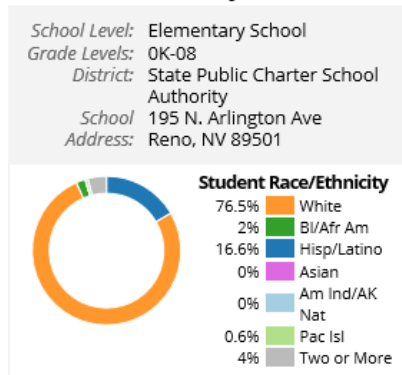 School Level: Elementary School
Grade Levels: 0K-08
District: State Public Charter School
Authority
School 195 N. Arlington Ave
Address: Reno, NV 89501
Student Race/Ethnicity
76.5% White
2% Bl/Afr Am
16.6% Hisp/Latino
0% Asian
0% Am Ind/AK
Nat
0.6% Pac Isl
4% Two or More